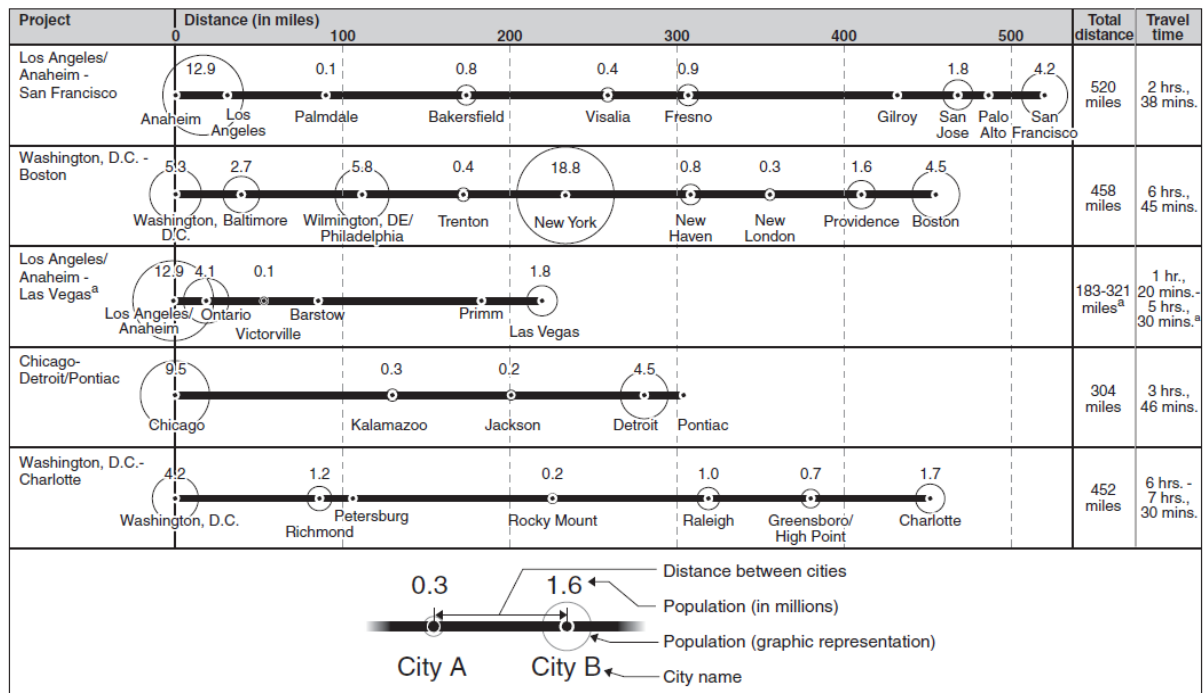 Project
Distance (in miles)
Total distance
Travel time
0 100 200 300 400 500
Los Angeles/
Anaheim -
San Francisco
12.9 0.1 0.8 0.4 0.9 1.8 4.2
Anaheim Los Angeles Palmdale Bakersfield Visalia Fresno Gilroy San Jose Palo Alto San Francisco
520
miles
2 hrs.,
38 mins.
Washington, D.C. -
Boston
5.3 2.7 5.8 0.4 18.8 0.8 0.3 1.6 4.5
Washington, D.C. Baltimore Wilmington, DE/ Philadelphia Trenton New York New Haven New London Providence Boston
458
miles
6 hrs.,
45 mins.
Los Angeles/
Anaheim -
Las Vegasa
12.9 4.1 0.1 1.8
Los Angeles/ Anaheim Ontario Victorville Barstow Primm Las Vegas
183-321
milesa
1 hr.,
20 mins.-
5 hrs.,
30 mins.a
Chicago-
Detroit/Pontiac
9.5 0.3 0.2 4.5
Chicago Kalamazoo Jackson Detroit Pontiac
304
miles
3 hrs.,
46 mins.
Washington, D.C.-
Charlotte
4.2 1.2 0.2 1.0 0.7 1.7
Washington, D.C. Richmond Petersburg Rocky Mount Raleigh Greensboro/ High Point Charlotte
452
miles
6 hrs. -
7 hrs.,
30 mins.
0.3 1.6
City A City B
Distance between cities
Population (in millions)
Population (graphic representation)
City name